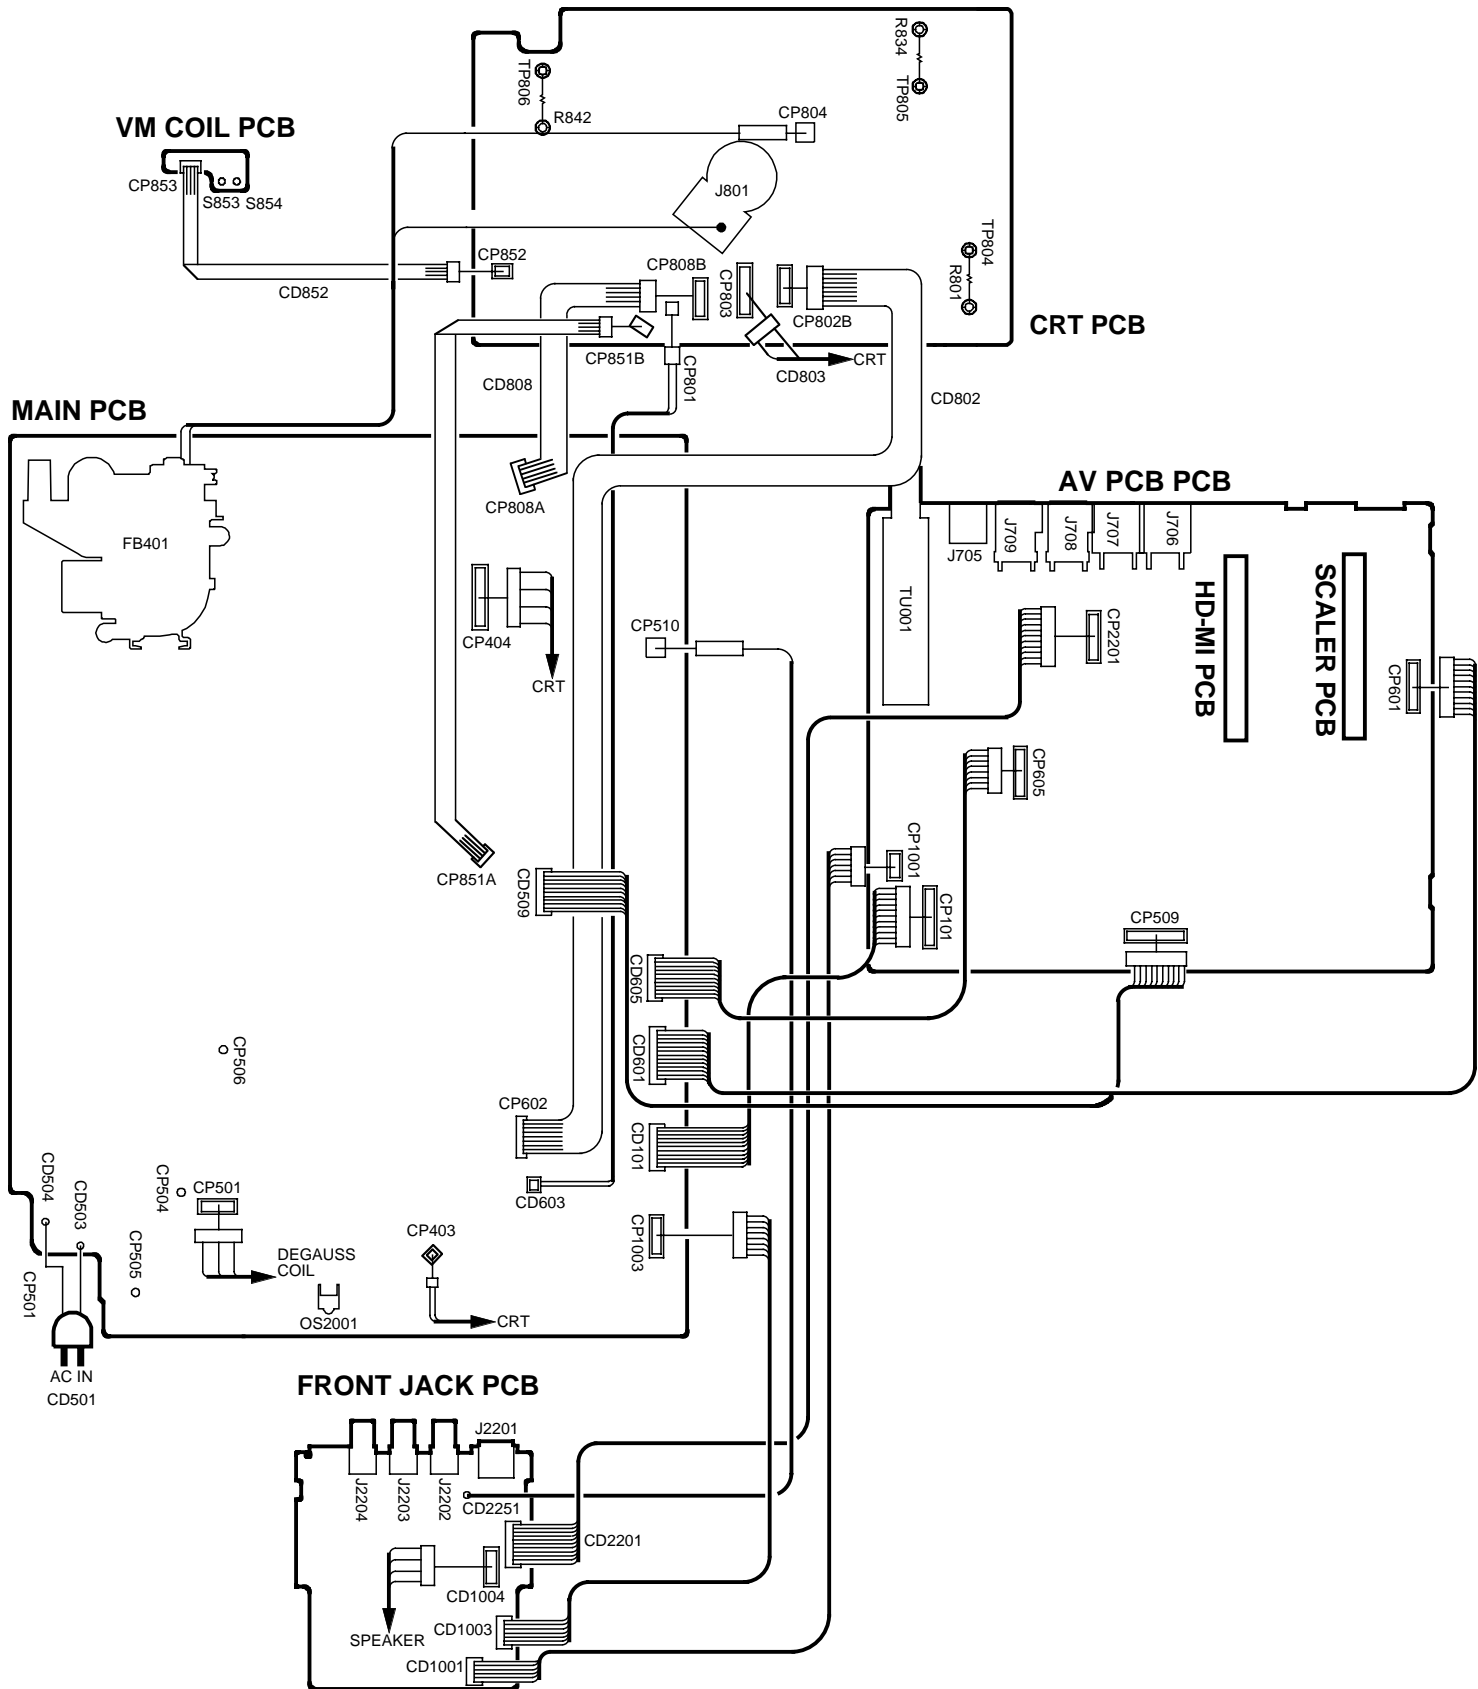 R834
TP806
TP805
CP804
R842
VM COIL PCB
CP853
J801
S853
S854
TP804
CP852
CP808B
CP803
R801
CD852
CP802B
CRT PCB
CP851B
CP801
CRT
CD803
CD808
CD802
MAIN PCB
AV PCB PCB
CP808A
FB401
J705
J709
J708
J707
J706
TU001
HD-MI PCB
SCALER PCB
CP404
CP510
CP2201
CP601
CRT
CP605
CP1001
CP851A
CD509
CP101
CP509
CD605
CP506
CD601
CP602
CD101
CD504
CD503
CP504
CP501
CD603
CP1003
CP403
CP505
DEGAUSS
COIL
CP501
OS2001
CRT
AC IN
CD501
FRONT JACK PCB
J2201
J2204
J2203
J2202
CD2251
CD2201
CD1004
SPEAKER
CD1003
CD1001